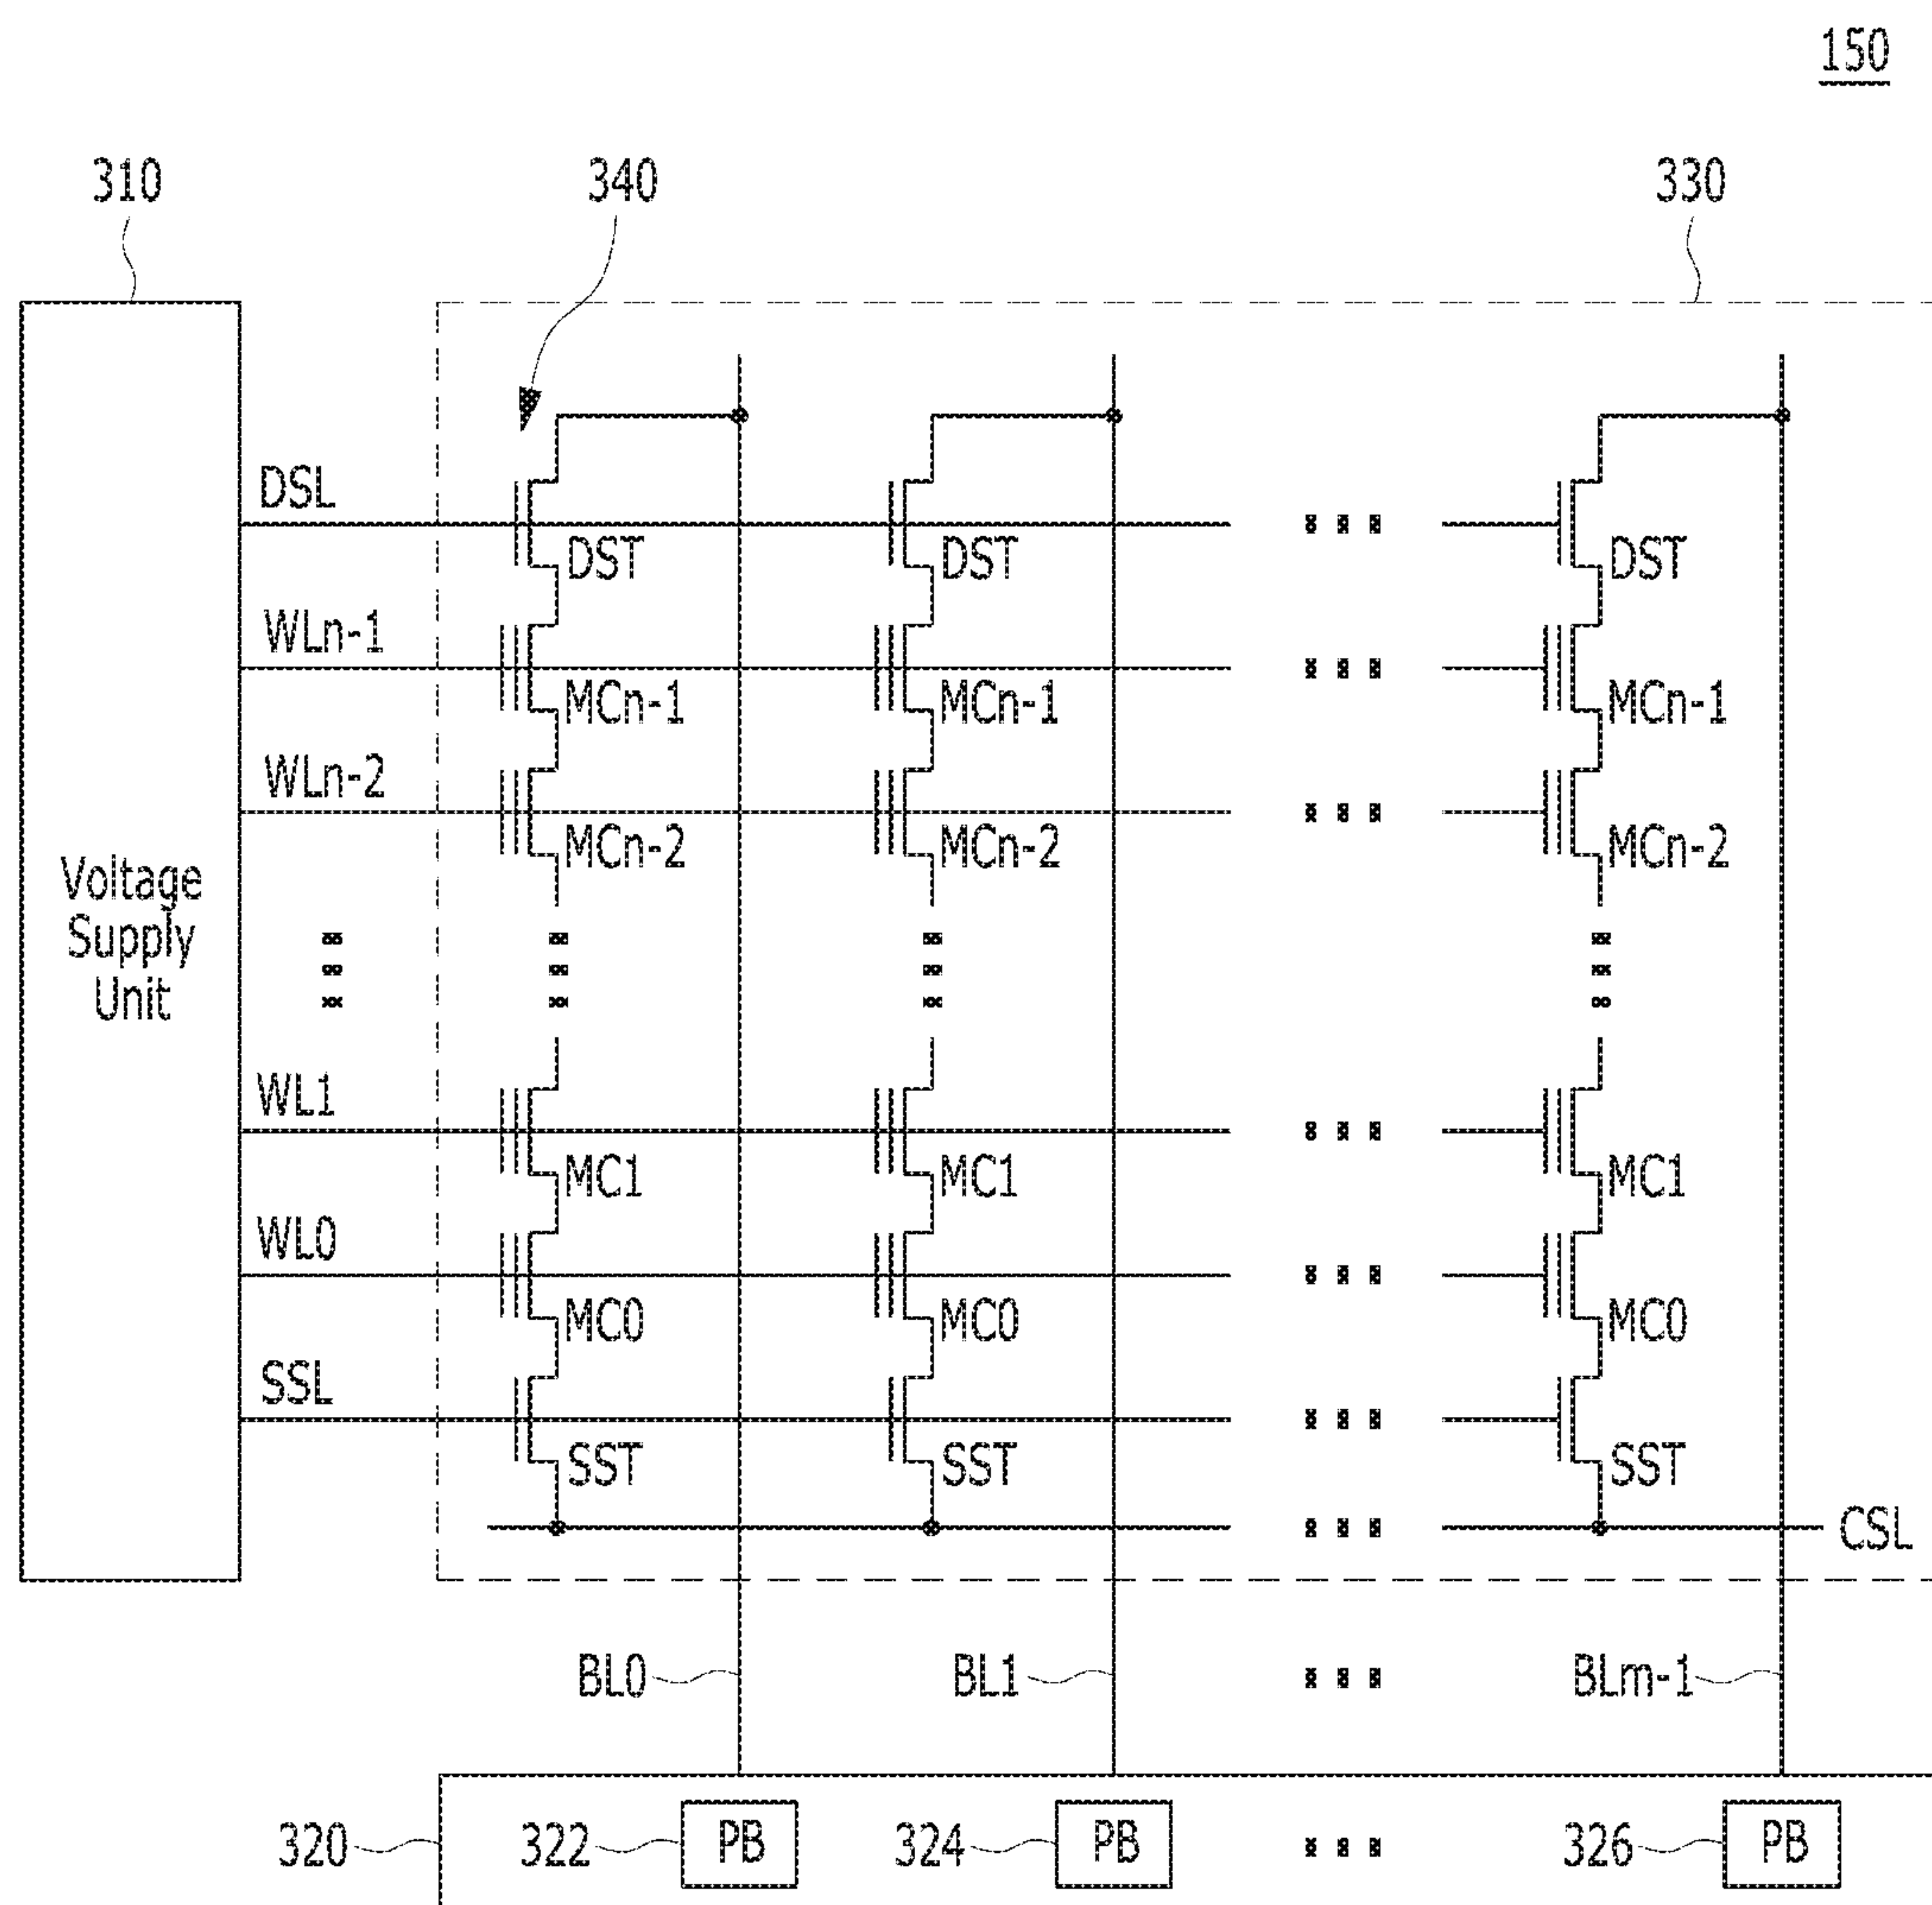 150
310
340
330
DSL
DST DST DST
WLn-1
MCn-1 MCn-1 MCn-1
WLn-2
MCn-2 MCn-2 MCn-2
Voltage
Supply
Unit
WL1
MC1 MC1 MC1
WL0
MC0 MC0 MC0
SSL
SST SST SST
CSL
BL0 BL1 BLm-1
320 322 PB 324 PB 326 PB